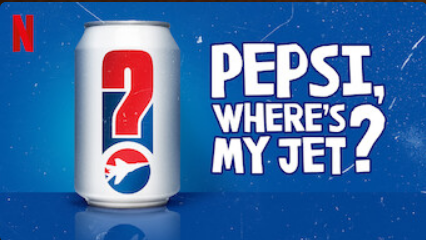 N
?
PEPSI,
WHERE'S
MY JET?